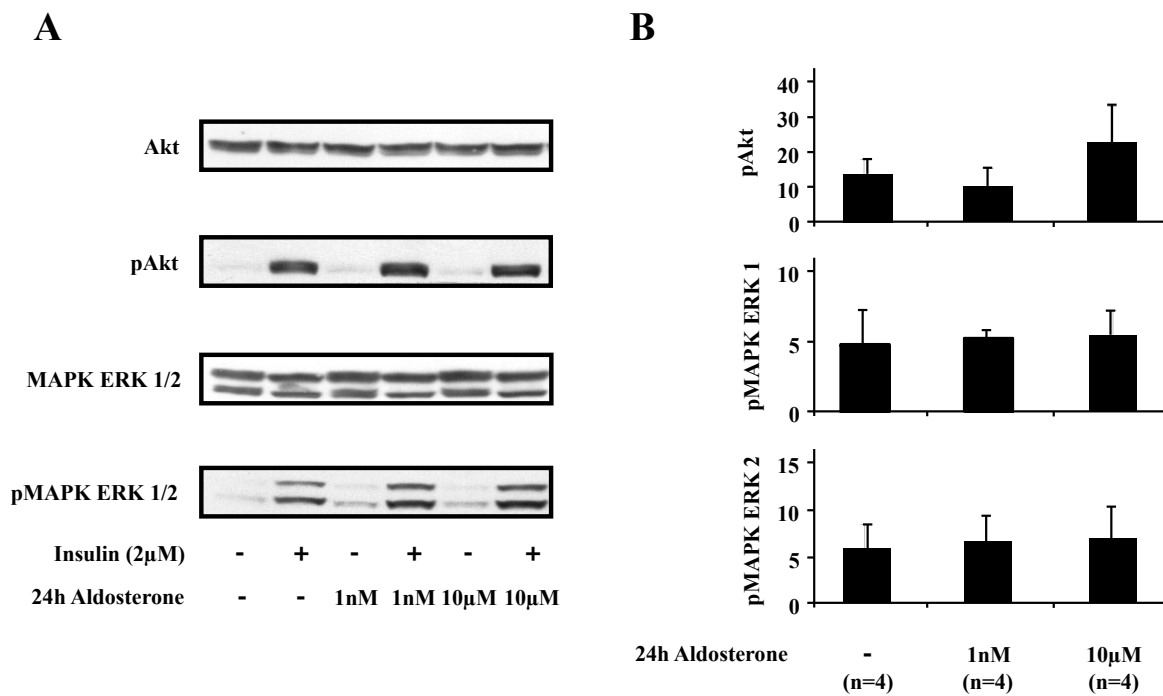 A
Akt
pAkt
MAPK ERK 1/2
pMAPK ERK 1/2
Insulin (2µM) - + - + - +
24h Aldosterone - - 1nM 1nM 10µM 10µM
B
pAkt
40
30
20
10
0
pMAPK ERK 1
10
5
0
pMAPK ERK 2
15
10
5
0
24h Aldosterone - 1nM 10µM
(n=4) (n=4) (n=4)